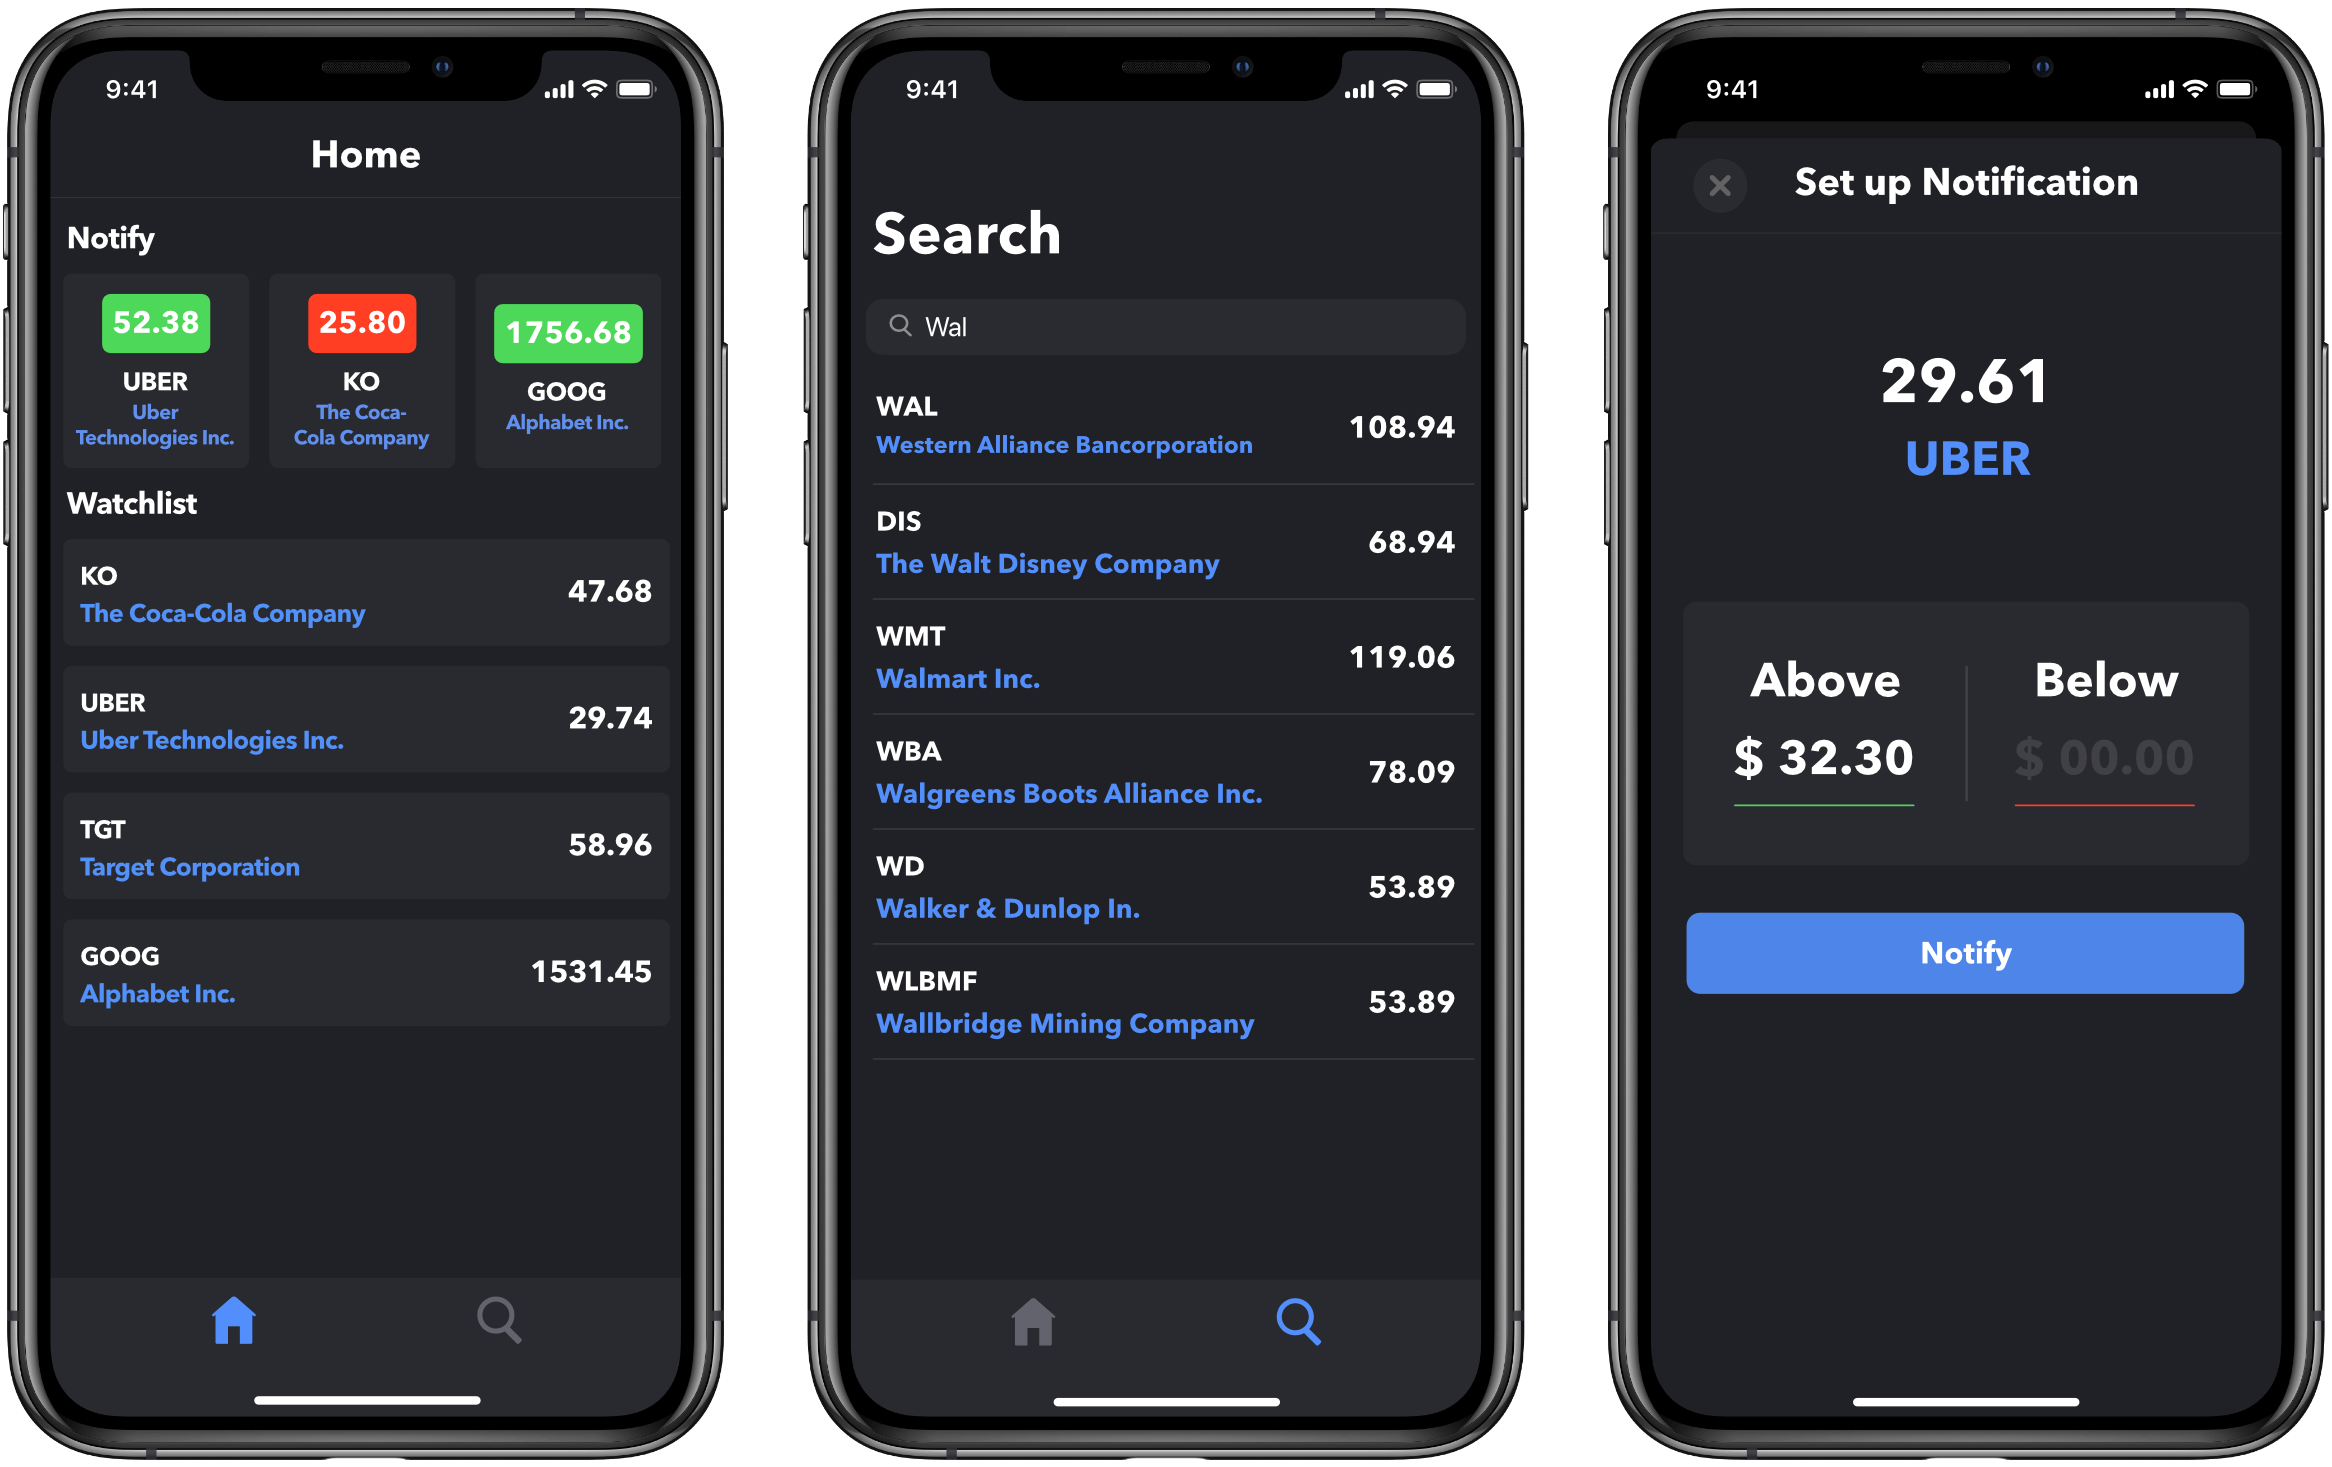 9:41
Home
Notify
52.38
UBER
Uber
Technologies Inc.
25.80
KO
The Coca-
Cola Company
1756.68
GOOG
Alphabet Inc.
Watchlist
KO
The Coca-Cola Company
47.68
UBER
Uber Technologies Inc.
29.74
TGT
Target Corporation
58.96
GOOG
Alphabet Inc.
1531.45
9:41
Search
Wal
WAL
Western Alliance Bancorporation
108.94
DIS
The Walt Disney Company
68.94
WMT
Walmart Inc.
119.06
WBA
Walgreens Boots Alliance Inc.
78.09
WD
Walker & Dunlop In.
53.89
WLBMF
Wallbridge Mining Company
53.89
9:41
Set up Notification
29.61
UBER
Above
$ 32.30
Below
$ 00.00
Notify